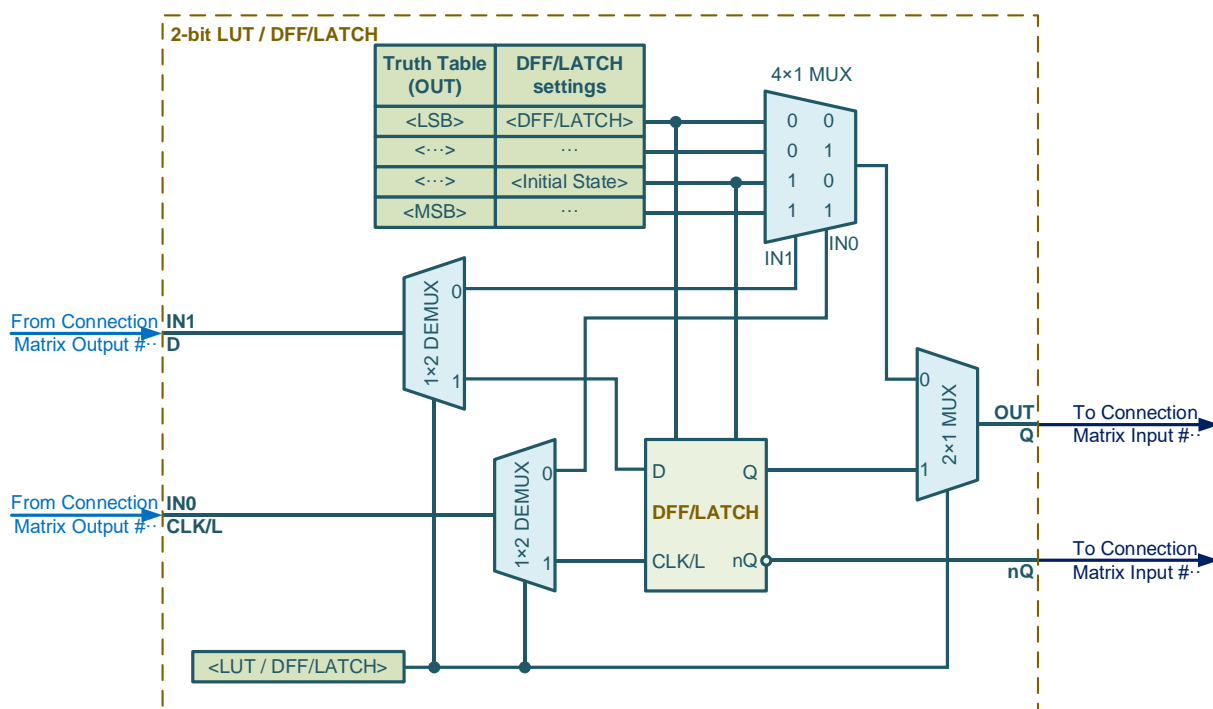 2-bit LUT / DFF/LATCH
Truth Table
(OUT)
DFF/LATCH
settings
<LSB>
<DFF/LATCH>
<···>
···
<···>
<Initial State>
<MSB>
···
4×1 MUX
0 0
0 1
1 0
1 1
IN1
IN0
From Connection
Matrix Output #··
IN1
D
1×2 DEMUX
0
1
From Connection
Matrix Output #··
IN0
CLK/L
1×2 DEMUX
0
1
D
Q
DFF/LATCH
CLK/L
nQ
0
2×1 MUX
1
OUT
Q
To Connection
Matrix Input #··
nQ
To Connection
Matrix Input #··
<LUT / DFF/LATCH>